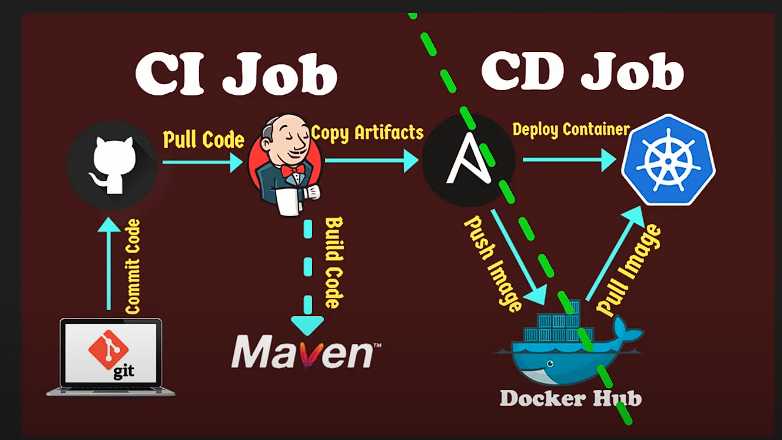 CI Job
CD Job
Pull Code
Copy Artifacts
Deploy Container
Commit Code
Build Code
Push Image
Pull Image
git
Maven™
Docker Hub